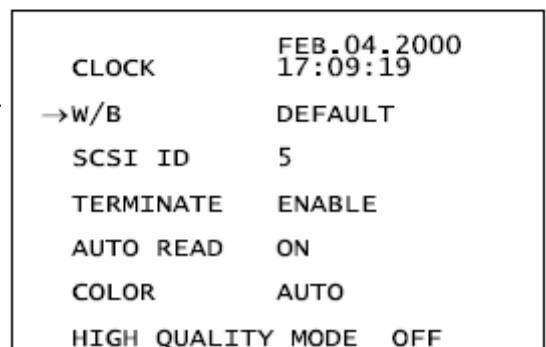 FEB.04.2000
CLOCK 17:09:19
→W/B DEFAULT
SCSI ID 5
TERMINATE ENABLE
AUTO READ ON
COLOR AUTO
HIGH QUALITY MODE OFF